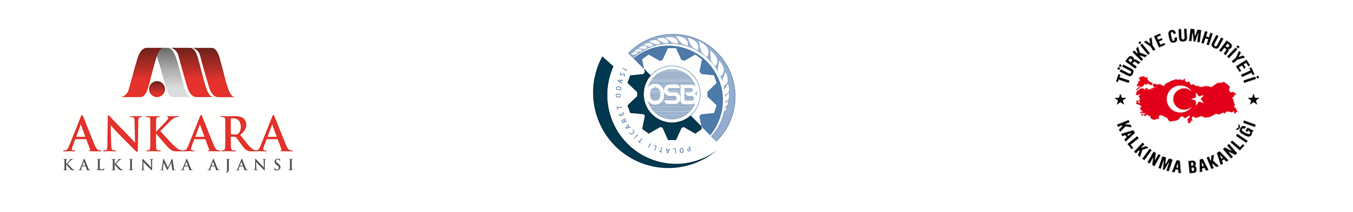 ANKARA
KALKINMA AJANSI
OSB
POLATLI TİCARET ODASI
TÜRKİYE CUMHURİYETİ
KALKINMA BAKANLIĞI